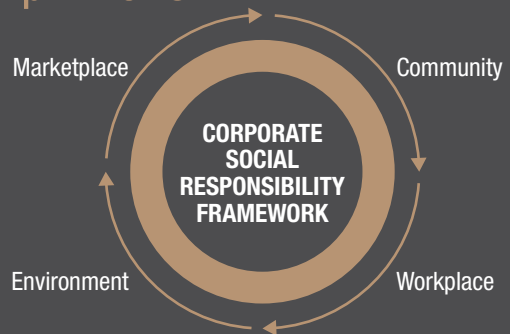 Marketplace
Community
CORPORATE
SOCIAL
RESPONSIBILITY
FRAMEWORK
Environment
Workplace